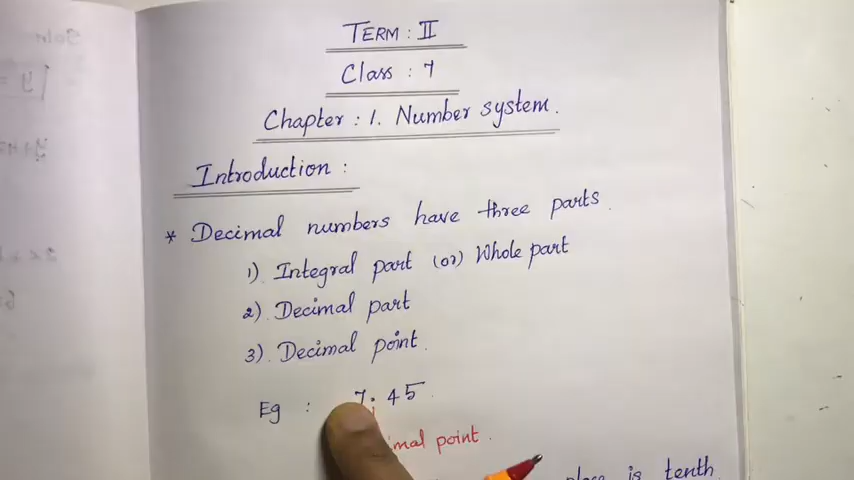 TERM : II
Class : 7
Chapter : 1. Number system.
Introduction :
* Decimal numbers have three parts.
1) Integral part (or) Whole part
2) Decimal part
3) Decimal point.
Eg : 7.45
point.
place is tenth